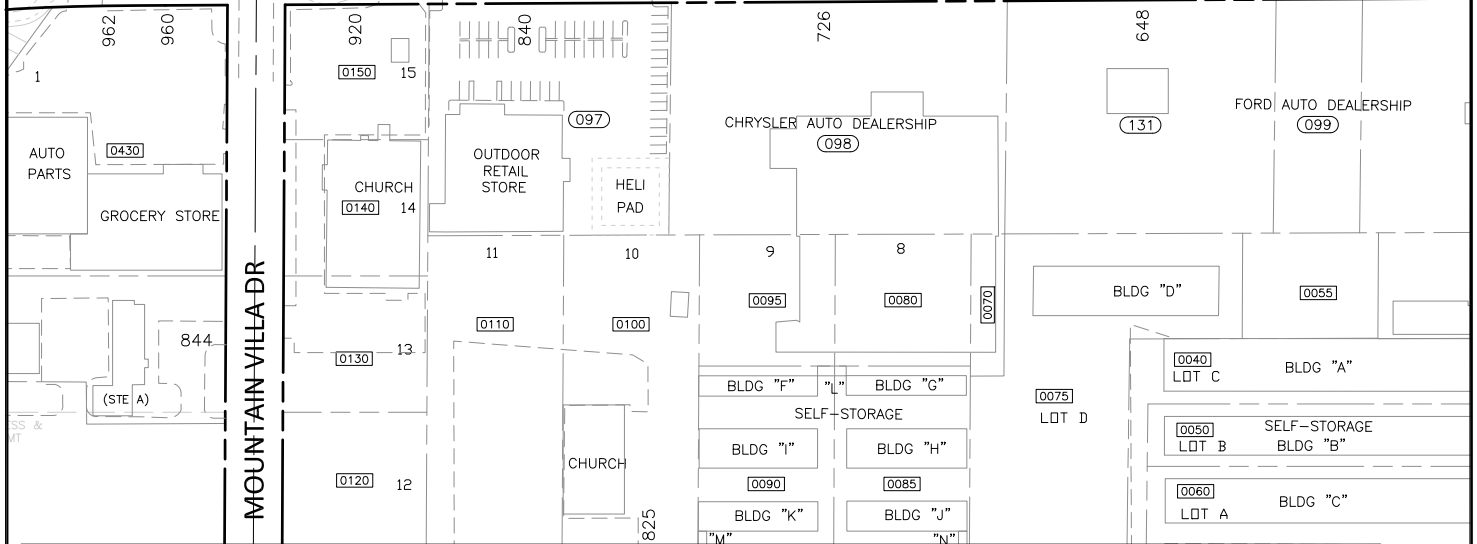 962
960
920
840
726
648
1
0150
15
097
CHRYSLER AUTO DEALERSHIP
098
131
FORD AUTO DEALERSHIP
099
AUTO
PARTS
0430
OUTDOOR
RETAIL
STORE
CHURCH
0140
14
HELI
PAD
GROCERY STORE
11
10
9
8
MOUNTAIN VILLA DR
0110
0100
0095
0080
0070
BLDG "D"
0055
844
0130
13
(STE A)
SS &
MT
BLDG "F"
"L"
BLDG "G"
SELF-STORAGE
0075
LOT D
0040
LOT C
BLDG "A"
BLDG "I"
BLDG "H"
0050
LOT B
SELF-STORAGE
BLDG "B"
CHURCH
0120
12
0090
0085
0060
LOT A
BLDG "C"
825
BLDG "K"
BLDG "J"
"M"
"N"